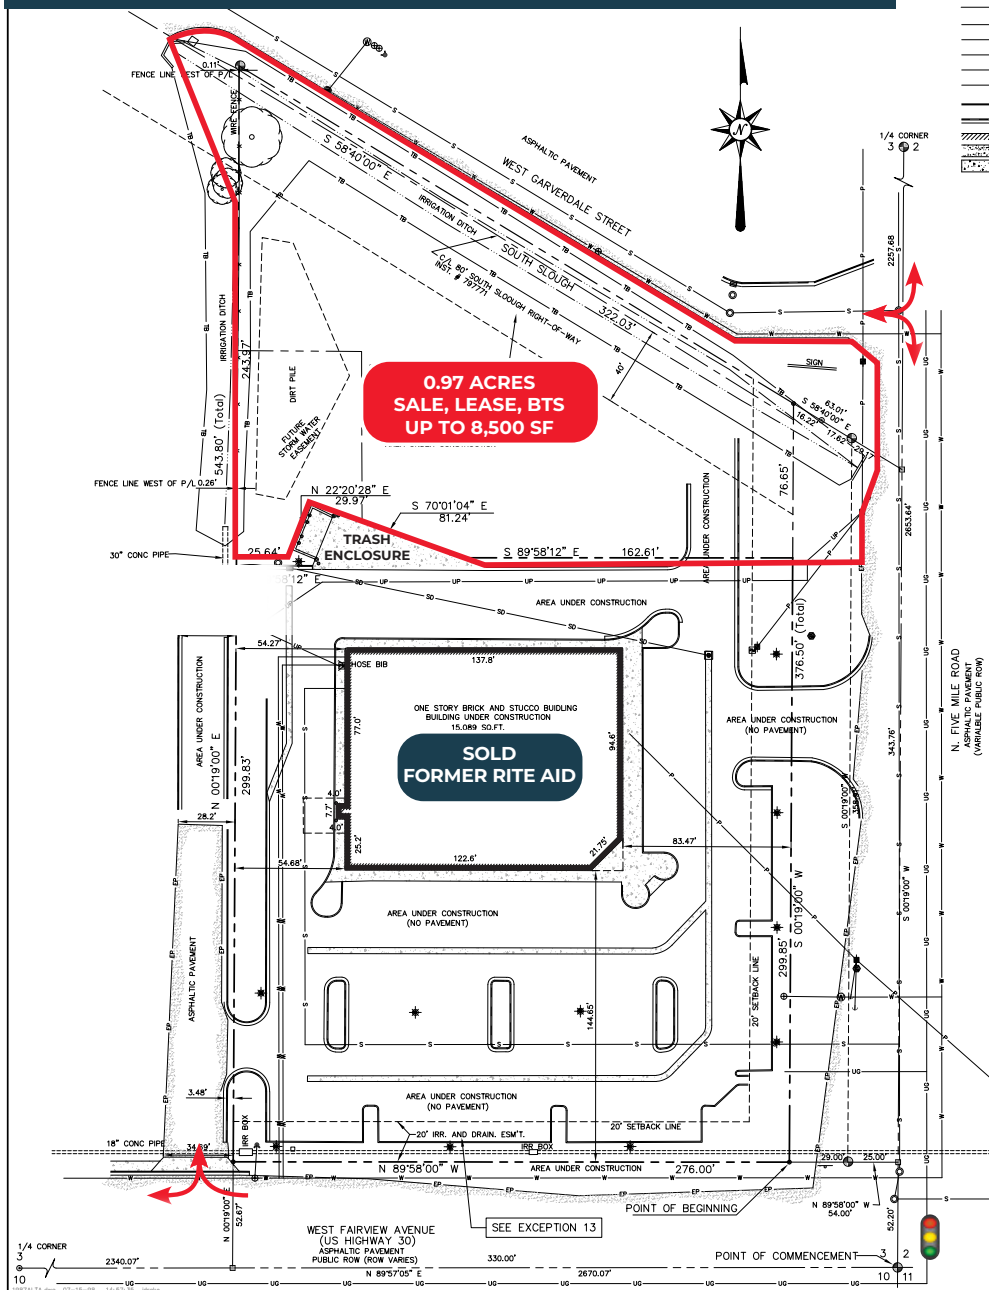 0.11'
FENCE LINE WEST OF P/L
WIRE FENCE
S 58°40'00" E
ASPHALTIC PAVEMENT
WEST GARVERDALE STREET
IRRIGATION DITCH
SOUTH SLOUGH
C/L 80' SOUTH SLOOUGH RIGHT-OF-WAY
INST. # 797771
322.03'
40'
N
1/4 CORNER
3 2
2257.68
SIGN
63.01'
S 58°40'00" E
16.22
17.62
29.17
IRRIGATION DITCH
243.97'
543.80' (Total)
DIRT PILE
FUTURE
STORM WATER
EASEMENT
0.97 ACRES
SALE, LEASE, BTS
UP TO 8,500 SF
FENCE LINE WEST OF P/L
0.26'
N 22°20'28" E
29.97'
S 70°01'04" E
81.24'
TRASH
ENCLOSURE
30" CONC PIPE
25.64'
S 89°58'12" E 162.61'
76.65'
AREA UNDER CONSTRUCTION
2653.64'
8'12" E
AREA UNDER CONSTRUCTION
376.50' (Total)
54.27'
HOSE BIB
137.8'
ONE STORY BRICK AND STUCCO BUIDLING
BUILDING UNDER CONSTRUCTION
15,089 SQ.FT.
SOLD
FORMER RITE AID
77.0'
94.6'
4.0'
7.7'
4.0'
25.2'
122.6'
21.75'
83.47'
AREA UNDER CONSTRUCTION
(NO PAVEMENT)
AREA UNDER CONSTRUCTION
N 00°19'00" E
299.83'
28.2'
54.68'
N. FIVE MILE ROAD
ASPHALTIC PAVEMENT
(VARIALBLE PUBLIC ROW)
343.76'
S 00°19'00" W
S 00°19'00" W
S 00°19'00" W
299.85'
AREA UNDER CONSTRUCTION
(NO PAVEMENT)
ASPHALTIC PAVEMENT
144.65'
20' SETBACK LINE
3.48'
AREA UNDER CONSTRUCTION
(NO PAVEMENT)
20' SETBACK LINE
20' IRR. AND DRAIN. ESM'T.
IRR BOX
IRR BOX
18" CONC PIPE
N 89°58'00" W
AREA UNDER CONSTRUCTION
276.00'
29.00'
25.00'
POINT OF BEGINNING
N 89°58'00" W
54.00'
52.20'
N 00°19'00" E
52.67'
SEE EXCEPTION 13
WEST FAIRVIEW AVENUE
(US HIGHWAY 30)
ASPHALTIC PAVEMENT
PUBLIC ROW (ROW VARIES)
1/4 CORNER
3
10
2340.07'
330.00'
N 89°57'05" E
2670.07'
POINT OF COMMENCEMENT
3 2
10 11